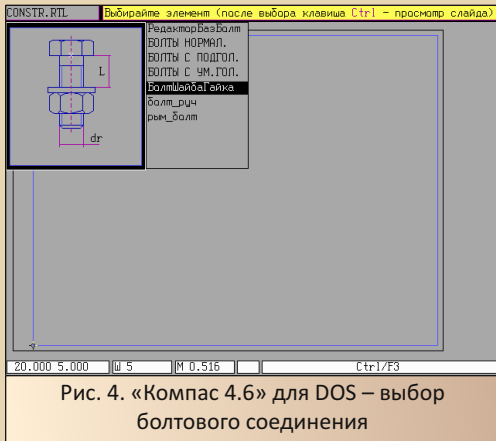 CONSTR.RTL Выбирайте элемент (после выбора клавиша Ctrl - просмотр слайда)
РедакторБазБолт
БОЛТЫ НОРМАЛ.
БОЛТЫ С ПОДГОЛ.
БОЛТЫ С УМ.ГОЛ.
БолтШайбаГайка
болт_руч
рым_болт
L
dr
20.000 5.000 Ш 5 М 0.516 Ctrl/F3
Рис. 4. «Компас 4.6» для DOS – выбор
болтового соединения